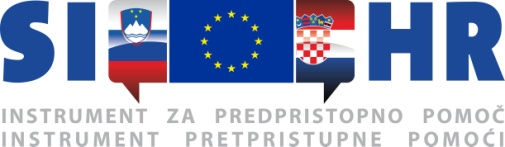 SI HR
INSTRUMENT ZA PREDPRISTOPNO POMOČ
INSTRUMENT PRETPRISTUPNE POMOĆI